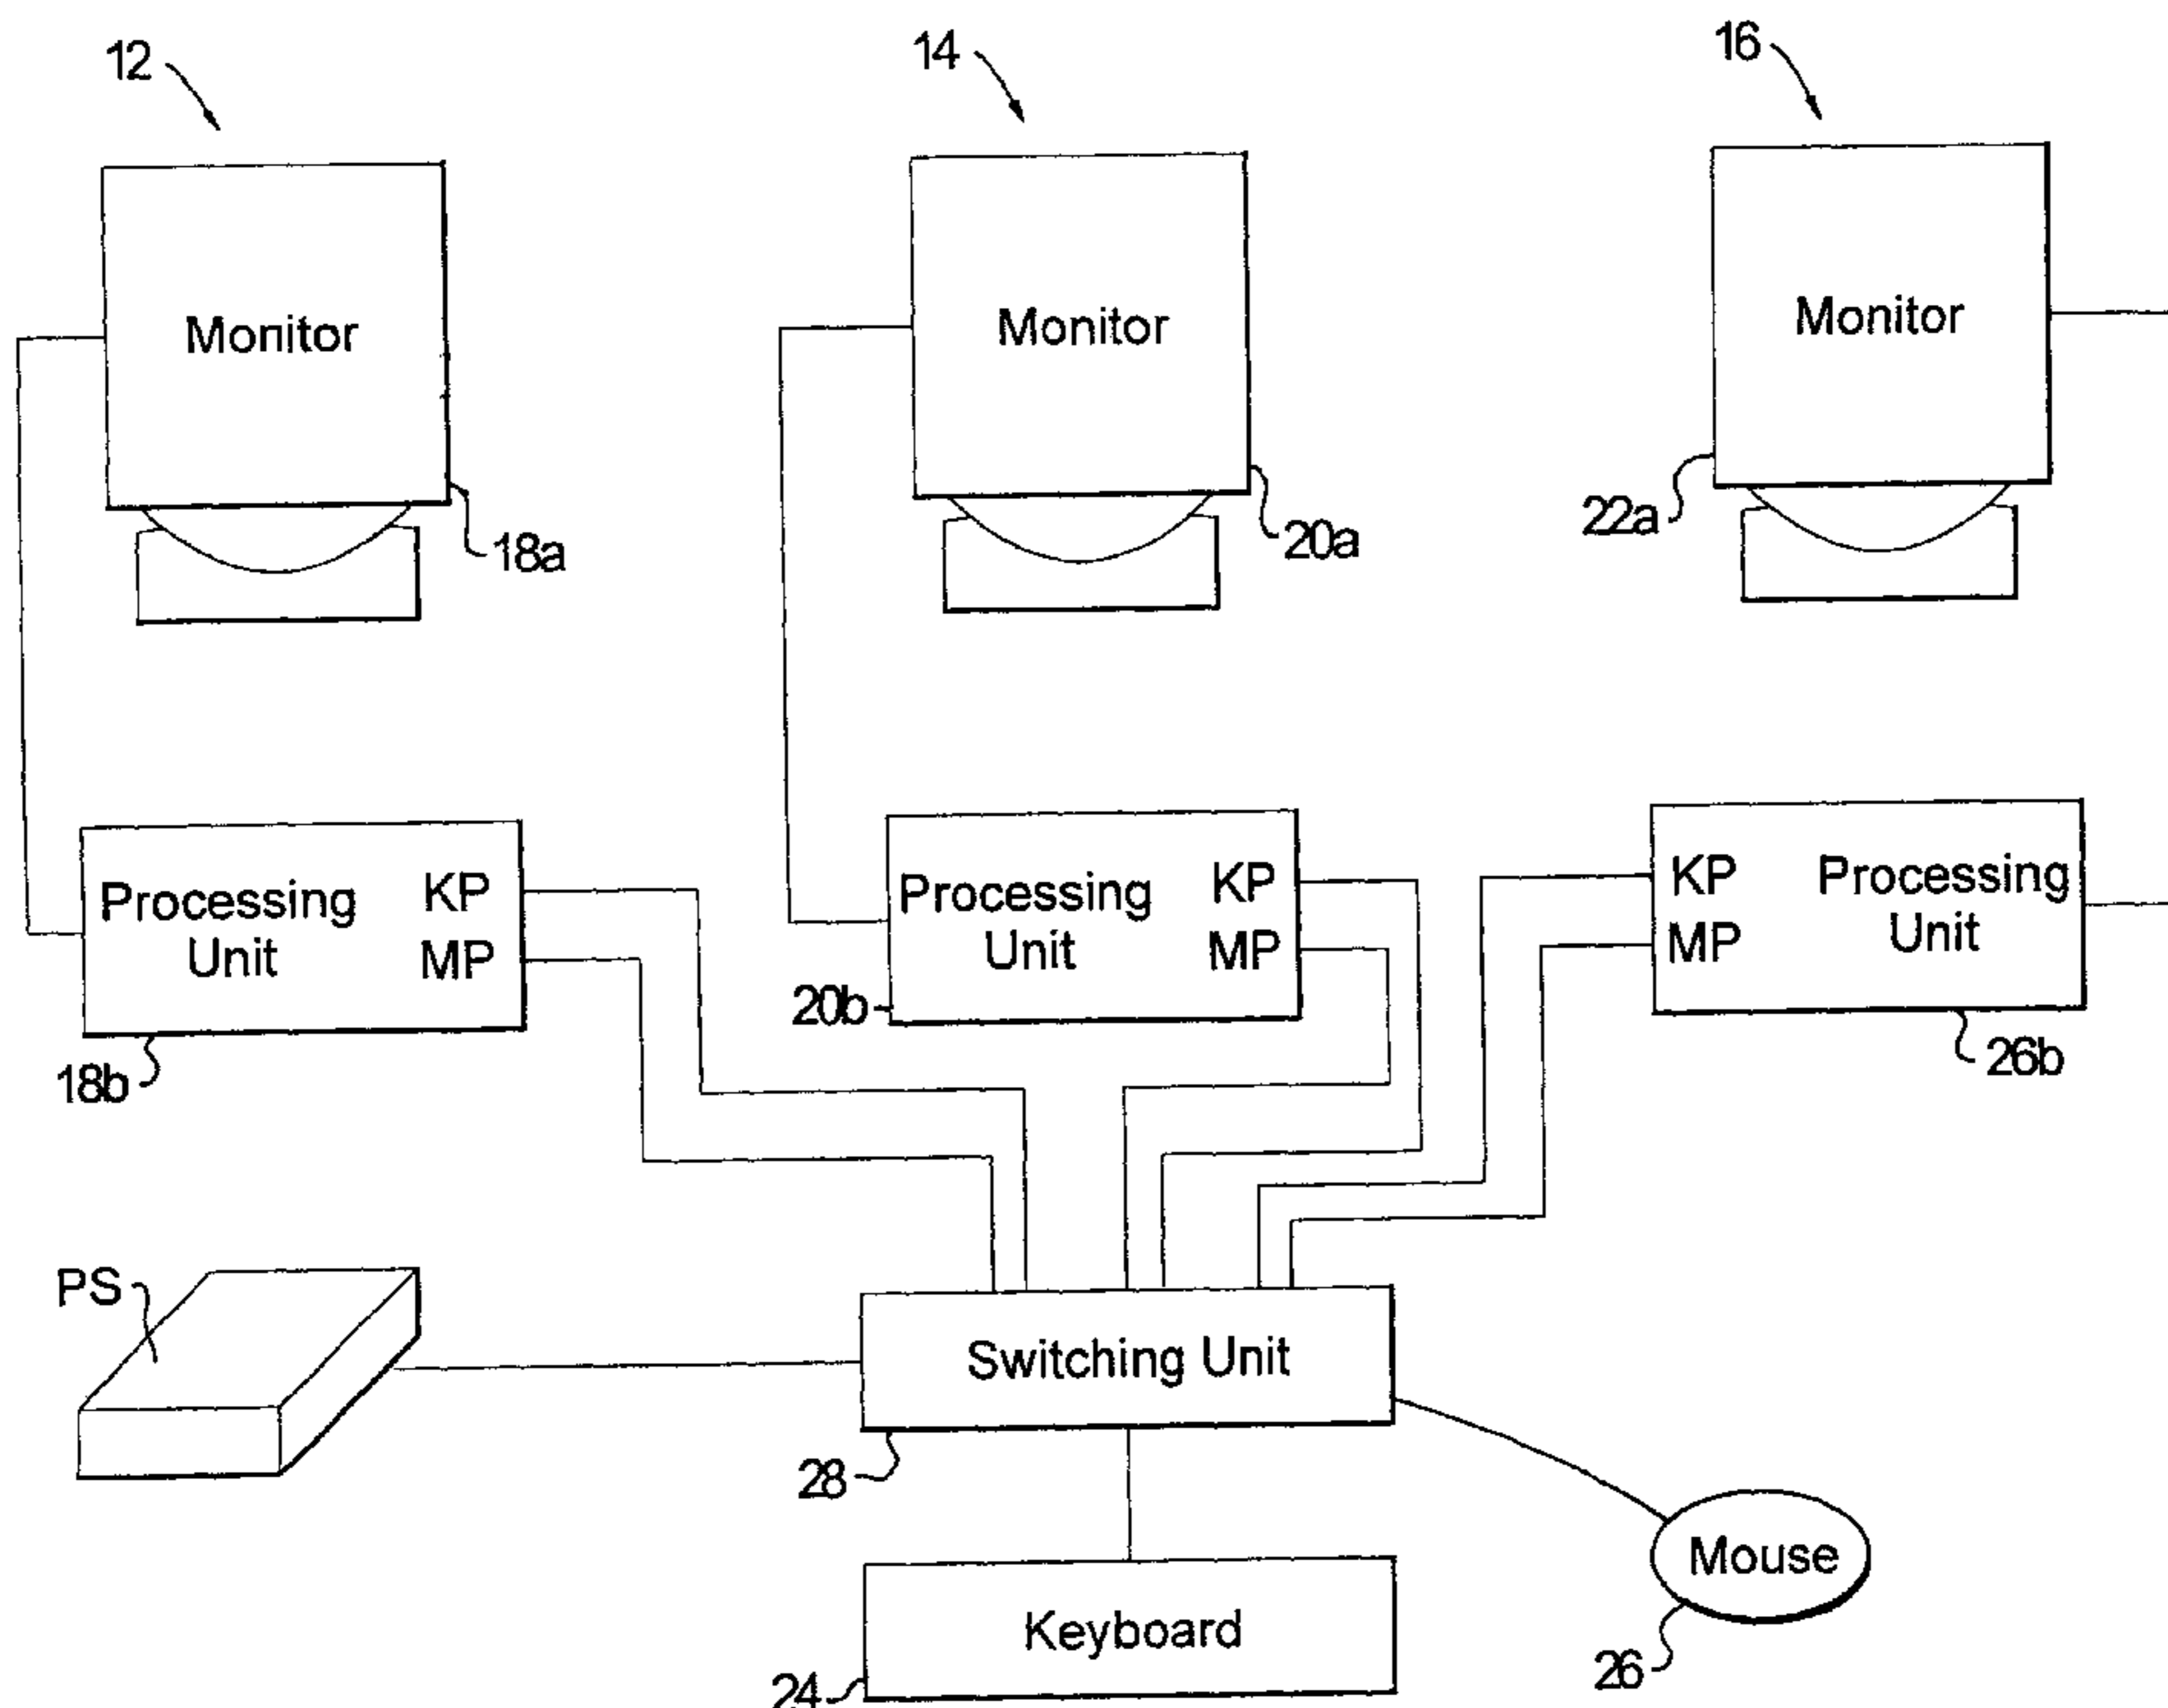 12
14
16
Monitor
Monitor
Monitor
18a
20a
22a
Processing
Unit
KP
MP
Processing
Unit
KP
MP
KP
MP
Processing
Unit
18b
20b
26b
PS
Switching Unit
28
Mouse
Keyboard
24
26